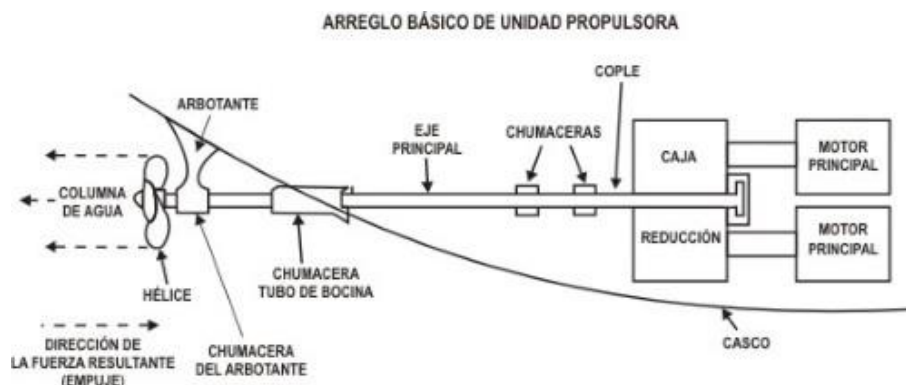 ARREGLO BÁSICO DE UNIDAD PROPULSORA
ARBOTANTE
COPLE
EJE
PRINCIPAL
CHUMACERAS
CAJA
MOTOR
PRINCIPAL
COLUMNA
DE AGUA
REDUCCIÓN
MOTOR
PRINCIPAL
CHUMACERA
TUBO DE BOCINA
HÉLICE
CASCO
DIRECCIÓN DE
LA FUERZA RESULTANTE
(EMPUJE)
CHUMACERA
DEL ARBOTANTE